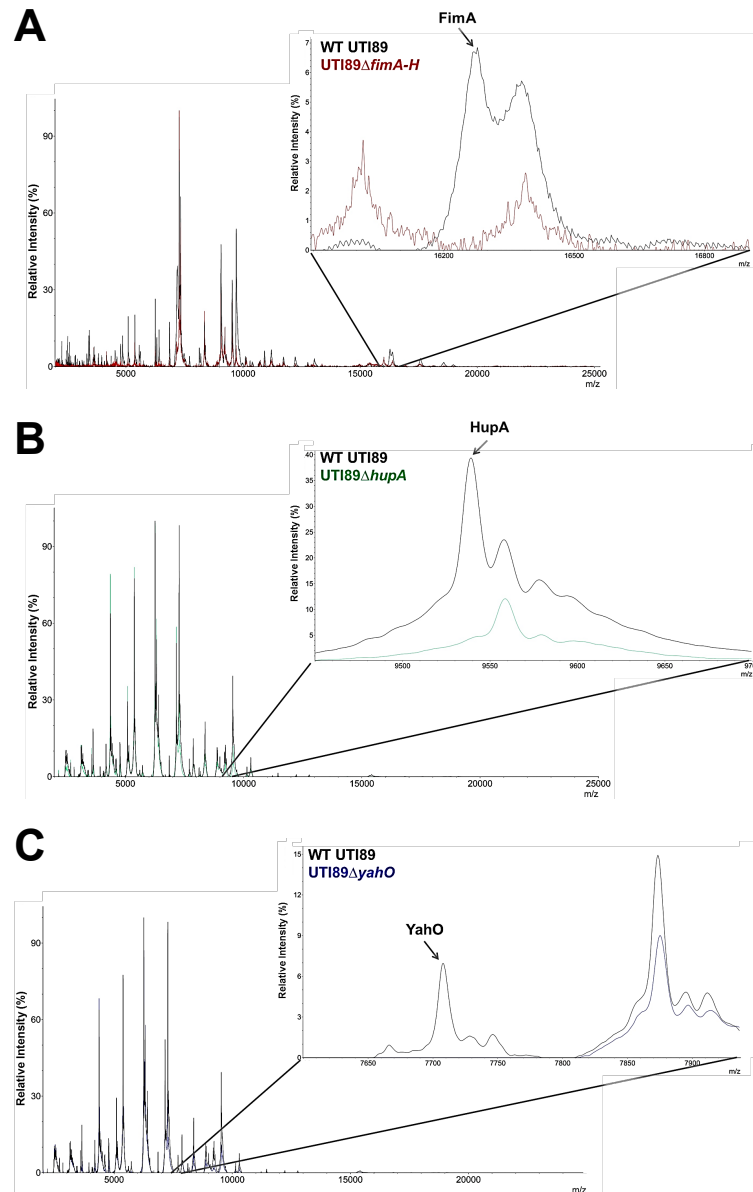 A
FimA
WT UTI89
UTI89ΔfimA-H
Relative Intensity (%)
7
6
5
4
3
2
1
0
16200
16500
16800
m/z
Relative Intensity (%)
90
60
30
0
5000
10000
15000
20000
25000
m/z
B
HupA
WT UTI89
UTI89ΔhupA
Relative Intensity (%)
40
35
30
25
20
15
10
5
9500
9550
9600
9650
m/z
Relative Intensity (%)
90
60
30
0
5000
10000
15000
20000
25000
m/z
C
WT UTI89
UTI89ΔyahO
YahO
Relative Intensity (%)
15
12
9
6
3
0
7650
7700
7750
7800
7850
7900
m/z
Relative Intensity (%)
90
60
30
0
5000
10000
15000
20000
m/z